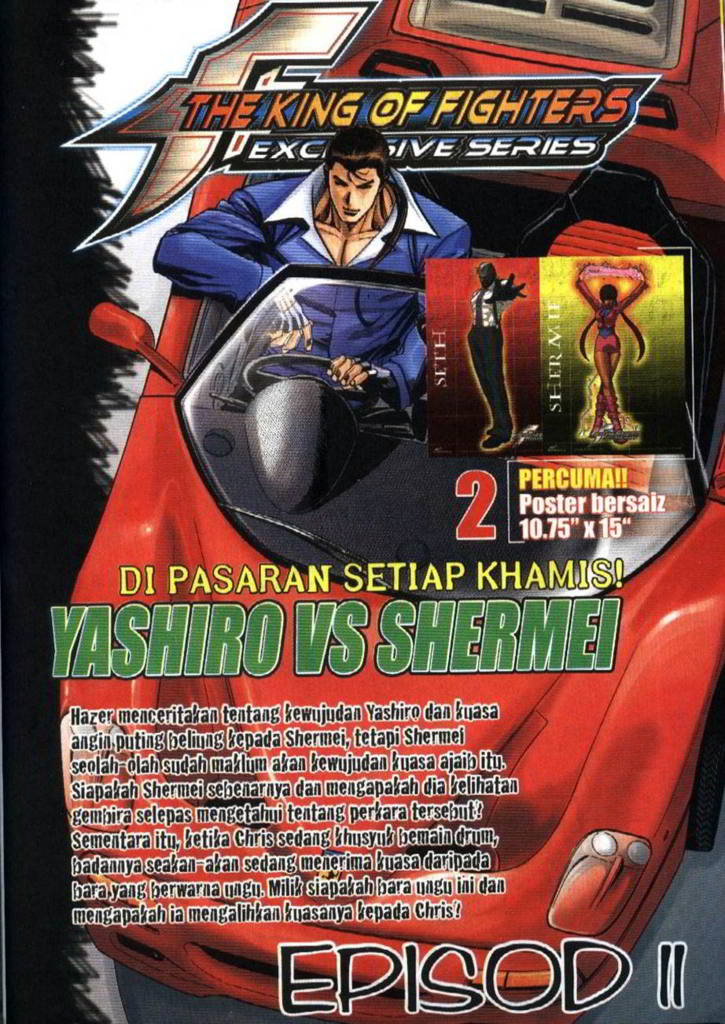 THE KING OF FIGHTERS
EXCLUSIVE SERIES
SETH
SHERMIE
2
PERCUMA!!
Poster bersaiz
10.75" x 15"
DI PASARAN SETIAP KHAMIS!
YASHIRO VS SHERMEI
Hazer menceritakan tentang kewujudan Yashiro dan kuasa
angin puting beliung kepada Shermei, tetapi Shermei
seolah-olah sudah maklum akan kewujudan kuasa ajaib itu.
Siapakah Shermei sebenarnya dan mengapakah dia kelihatan
gembira selepas mengetahui tentang perkara tersebut?
Sementara itu, ketika Chris sedang khusyuk bemain drum,
badannya seakan-akan sedang menerima kuasa daripada
bara yang berwarna ungu. Milik siapakah bara ungu ini dan
mengapakah ia mengalihkan kuasanya kepada Chris?
EPISOD 11